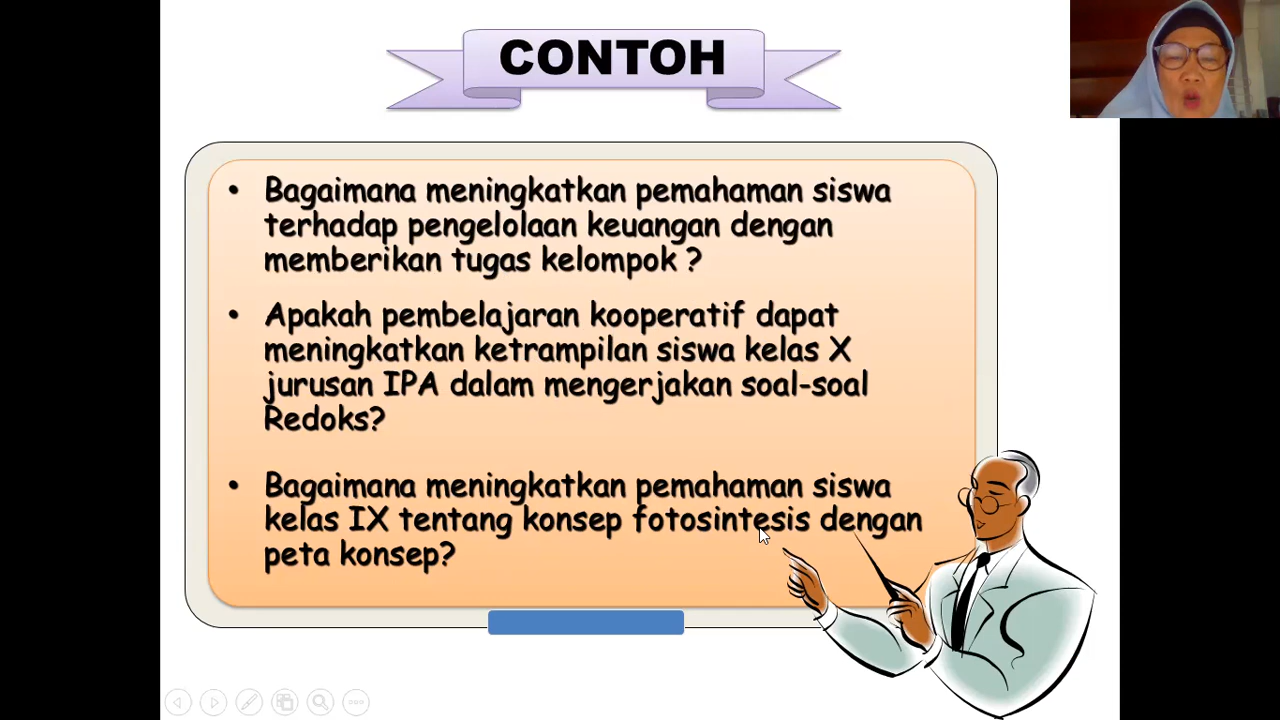 CONTOH
• Bagaimana meningkatkan pemahaman siswa
terhadap pengelolaan keuangan dengan
memberikan tugas kelompok ?
• Apakah pembelajaran kooperatif dapat
meningkatkan ketrampilan siswa kelas X
jurusan IPA dalam mengerjakan soal-soal
Redoks?
• Bagaimana meningkatkan pemahaman siswa
kelas IX tentang konsep fotosintesis dengan
peta konsep?